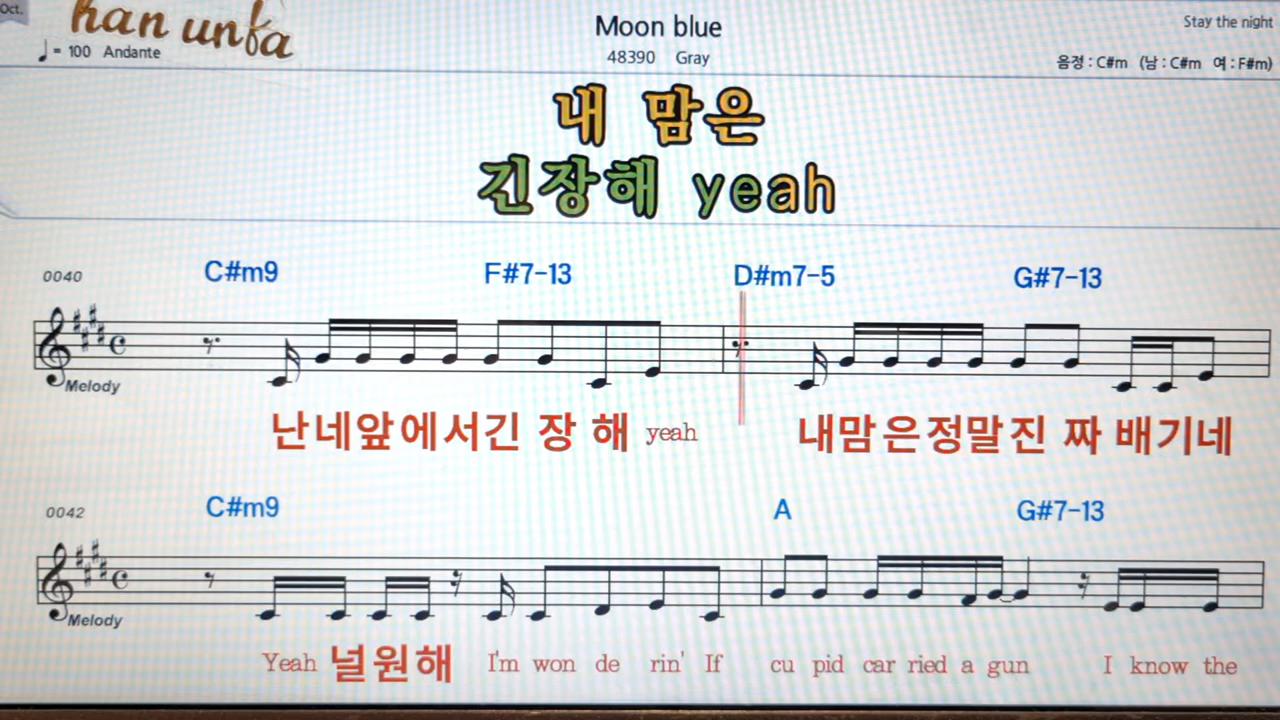 Oct.
han unfa
Moon blue
Stay the night
= 100 Andante
48390 Gray
음정 : C#m (남 : C#m 여 : F#m)
내 맘은
긴장해 yeah
0040
C#m9 F#7-13 D#m7-5 G#7-13
Melody
난네앞에서긴 장 해 yeah 내맘은정말진 짜 배기네
0042
C#m9 A G#7-13
Melody
Yeah 널원해 I'm won de rin' If cu pid car ried a gun I know the